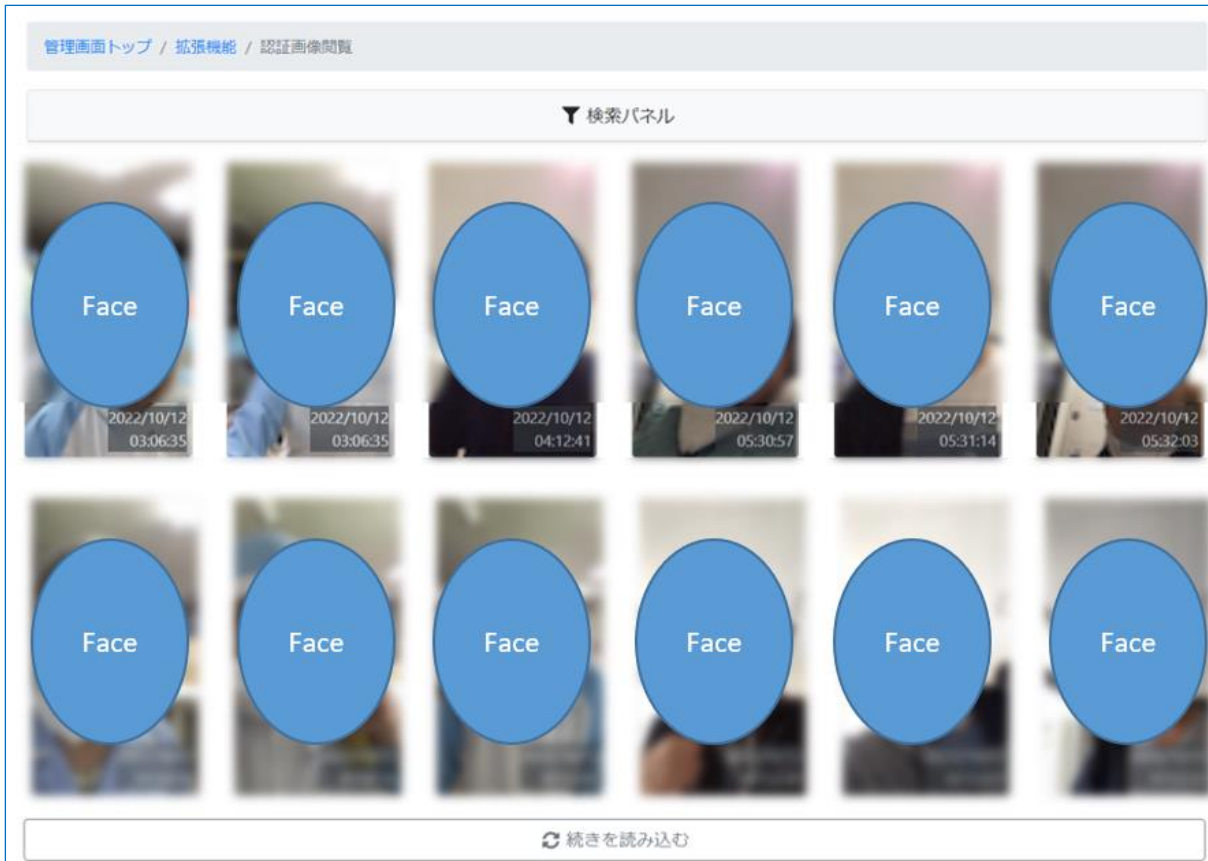 管理画面トップ / 拡張機能 / 認証画像閲覧
検索パネル
Face Face Face Face Face Face
2022/10/12 2022/10/12 2022/10/12 2022/10/12 2022/10/12 2022/10/12
03:06:35 03:06:35 04:12:41 05:30:57 05:31:14 05:32:03
Face Face Face Face Face Face
続きを読み込む